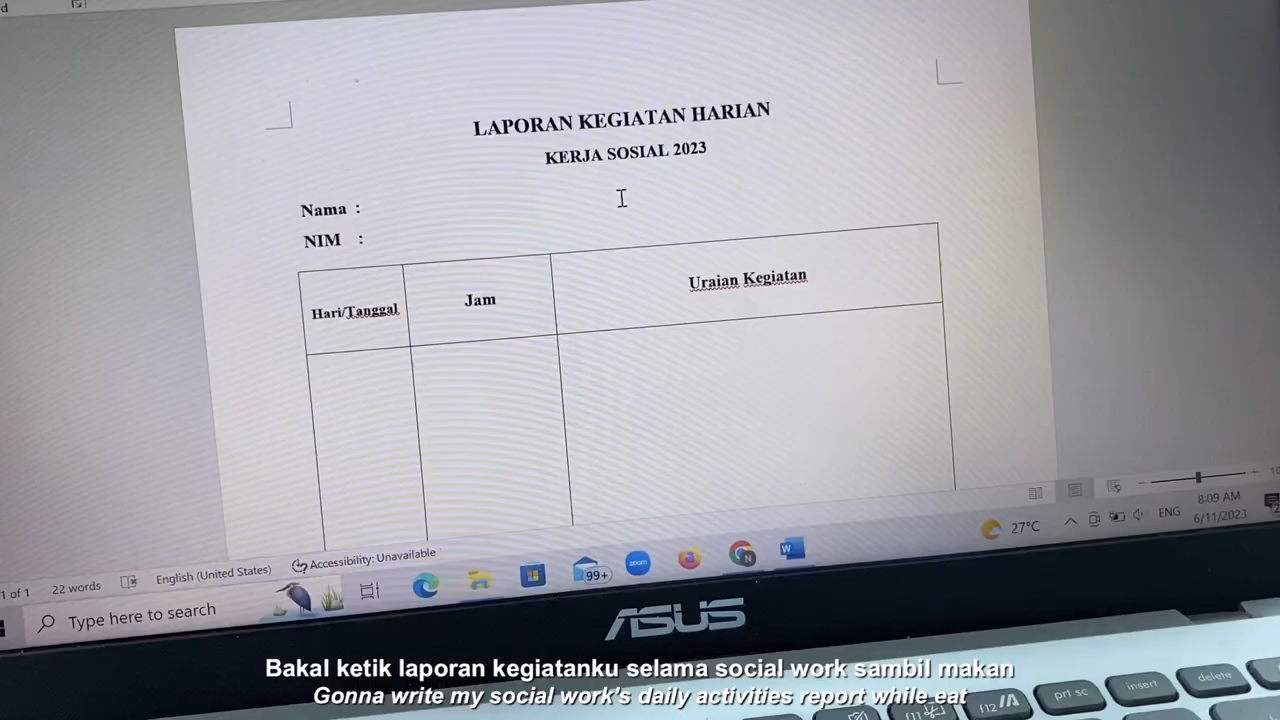 LAPORAN KEGIATAN HARIAN
KERJA SOSIAL 2023
Nama :
NIM :
Hari/Tanggal
Jam
Uraian Kegiatan
8:09 AM
27°C
ENG
6/11/2023
1 of 1
22 words
English (United States)
Accessibility: Unavailable
Type here to search
99+
zoom
ASUS
Bakal ketik laporan kegiatanku selama social work sambil makan
Gonna write my social work's daily activities report while eat
f12
prt sc
insert
delete